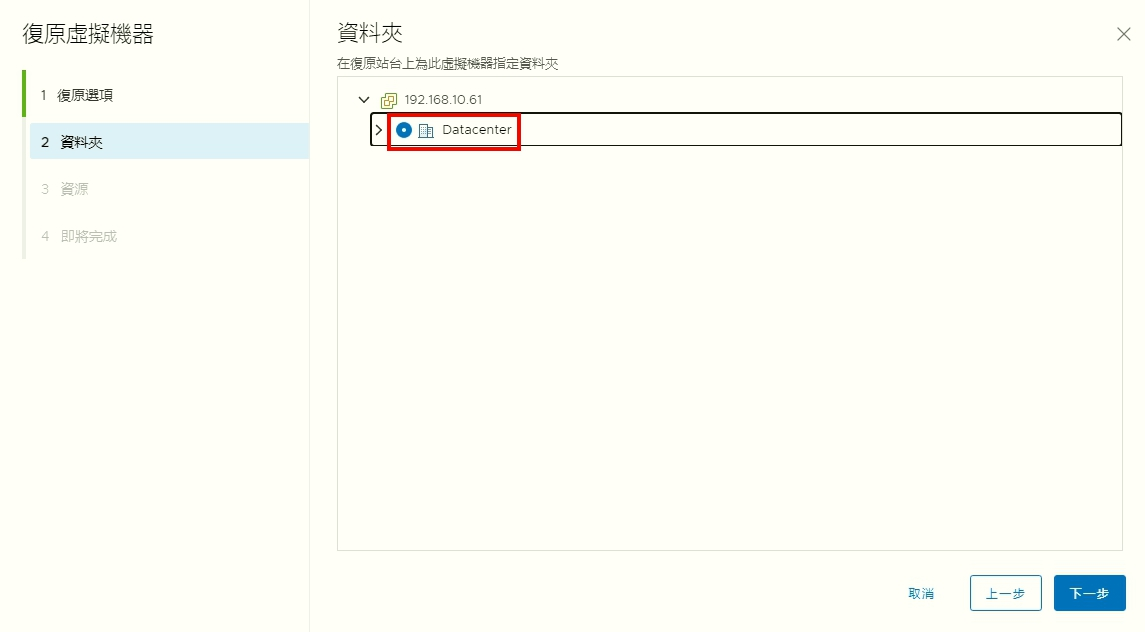 復原虛擬機器
1 復原選項
2 資料夾
3 資源
4 即將完成
資料夾
在復原站台上為此虛擬機器指定資料夾
192.168.10.61
Datacenter
取消
上一步
下一步